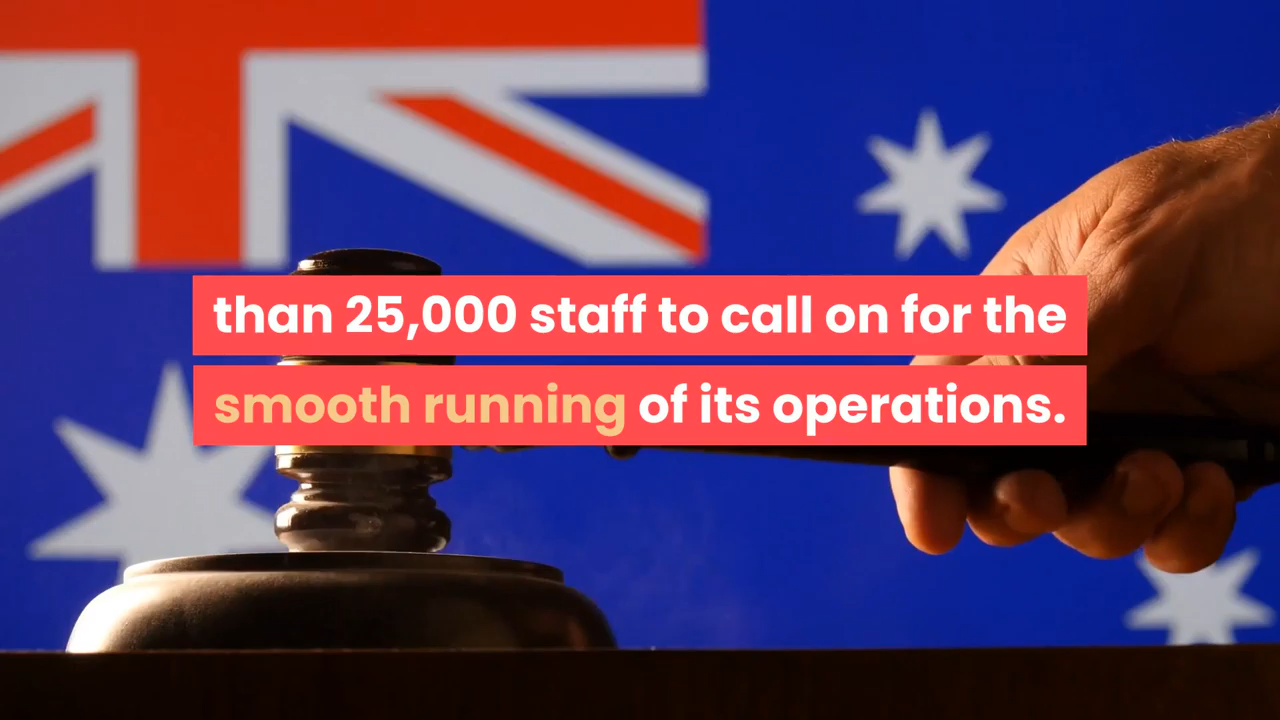 than 25,000 staff to call on for the
smooth running of its operations.